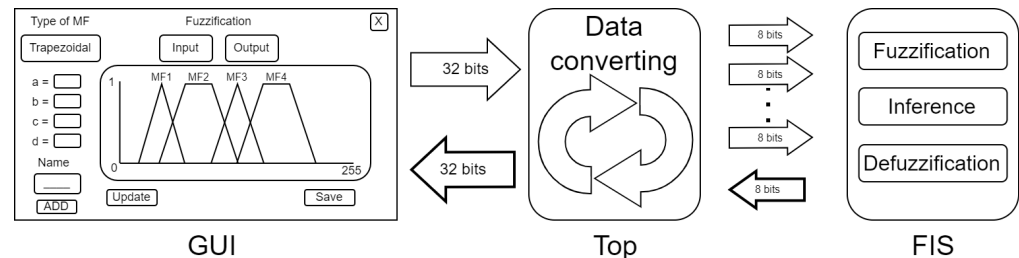 Type of MF
Fuzzification
X
Trapezoidal
Input
Output
a =
b =
c =
d =
Name
____
ADD
1
MF1
MF2
MF3
MF4
0
255
Update
Save
GUI
32 bits
32 bits
Data
converting
Top
8 bits
8 bits
8 bits
8 bits
Fuzzification
Inference
Defuzzification
FIS